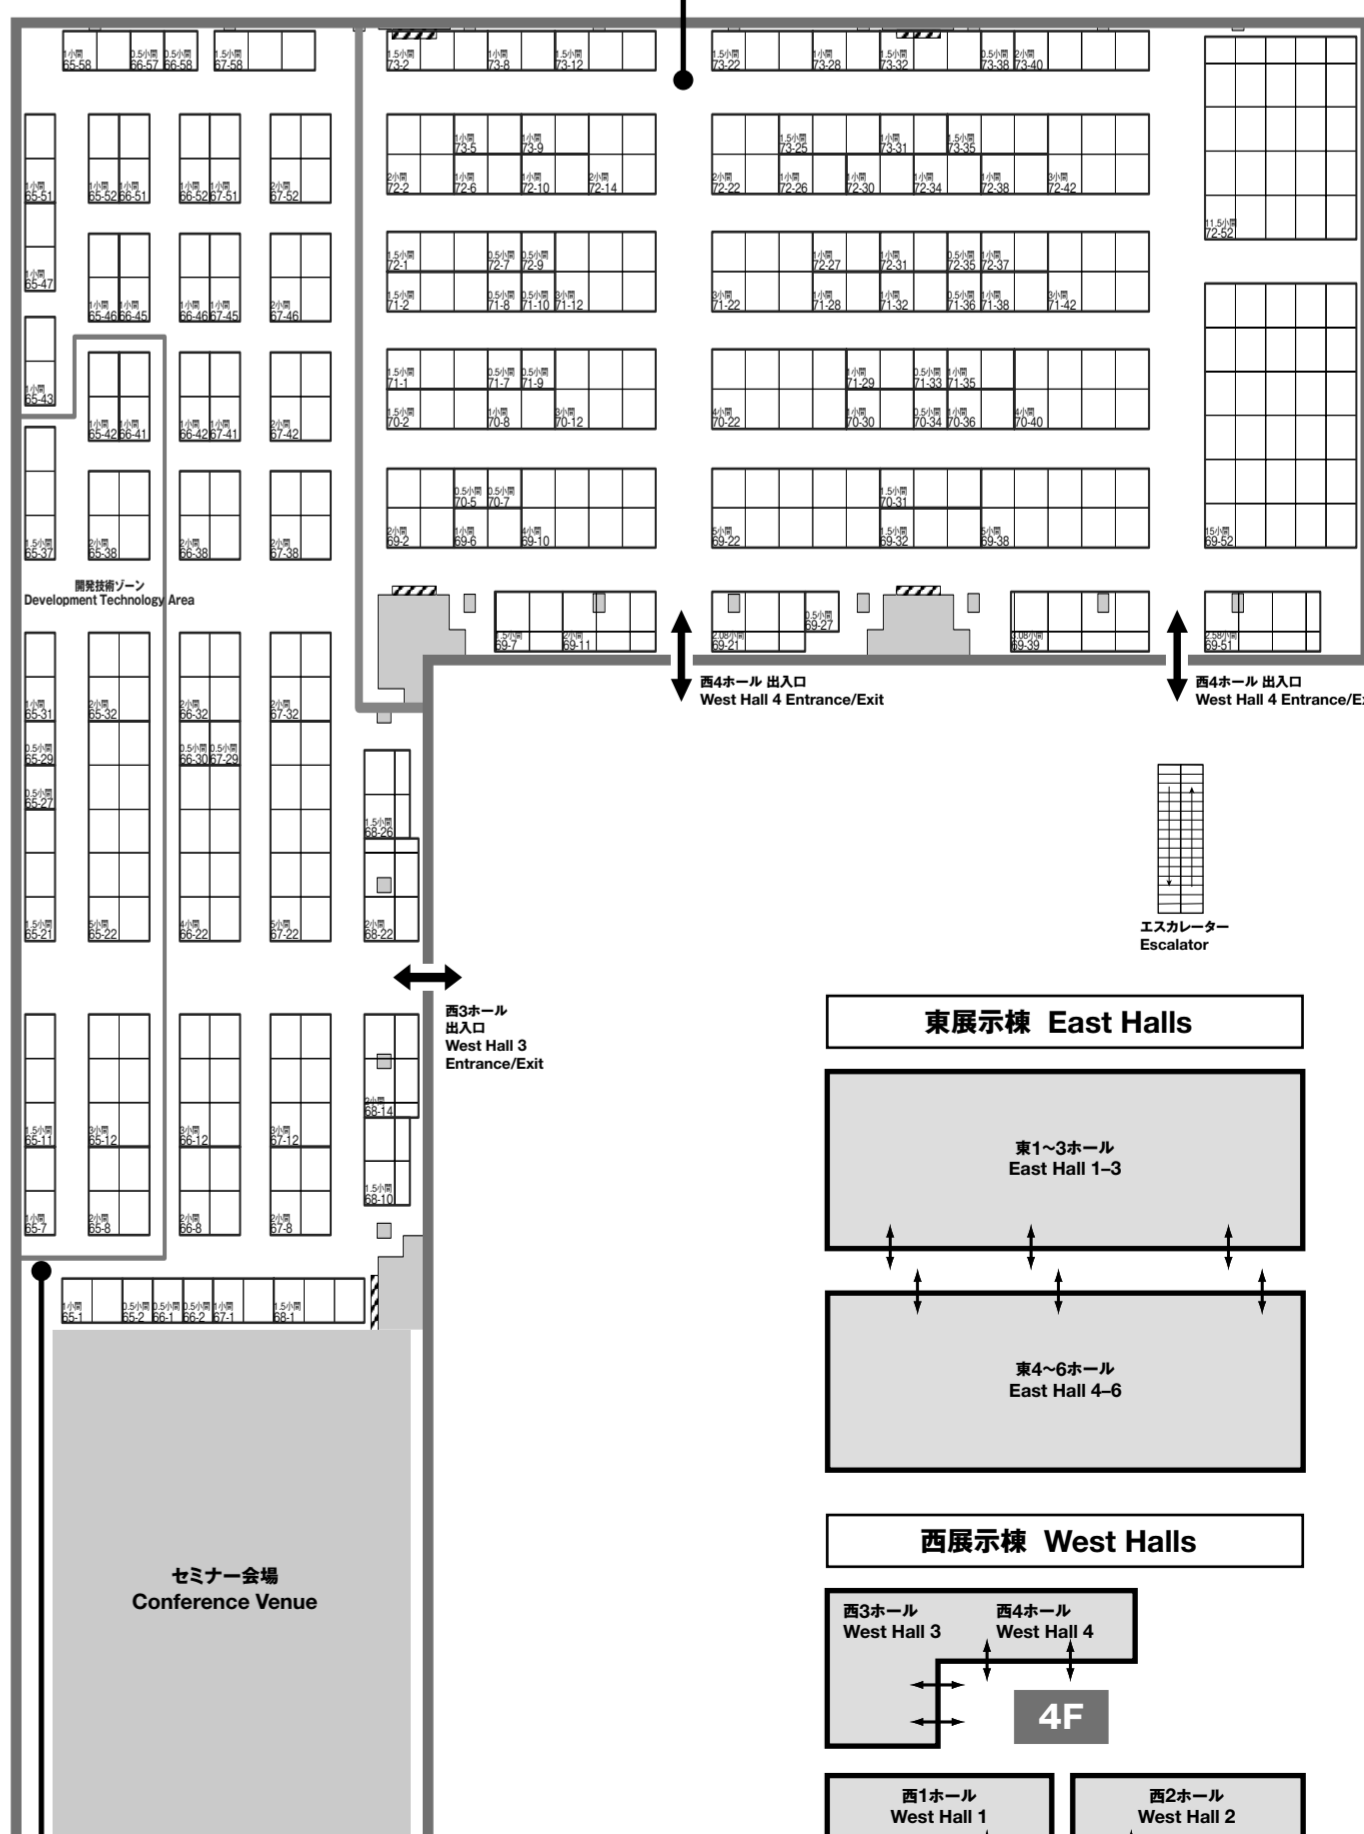 1小間 0.5小間 0.5小間 1.5小間 1.5小間 1小間 1.5小間 1.5小間 1小間 1.5小間 0.5小間 2小間
65-58 66-57 66-58 67-58 73-2 73-8 73-12 73-22 73-28 73-32 73-38 73-40
1小間 1小間 1.5小間 1小間 1.5小間
73-5 73-9 73-25 73-31 73-35
1小間 1小間 1小間 1小間 1小間 2小間 2小間 1小間 1小間 2小間 2小間 1小間 1小間 1小間 1小間 3小間
65-51 65-52 66-51 66-52 67-51 67-52 72-2 72-6 72-10 72-14 72-22 72-26 72-30 72-34 72-38 72-42
11.5小間
72-52
1.5小間 0.5小間 0.5小間 1小間 1小間 0.5小間 1小間
72-1 72-7 72-9 72-27 72-31 72-35 72-37
1小間
65-47
1小間 1小間 1小間 1小間 2小間 1.5小間 0.5小間 0.5小間 3小間 3小間 1小間 1小間 0.5小間 1小間 3小間
65-46 66-45 66-46 67-45 67-46 71-2 71-8 71-10 71-12 71-22 71-28 71-32 71-36 71-38 71-42
1.5小間 0.5小間 0.5小間 1小間 0.5小間 1小間
71-1 71-7 71-9 71-29 71-33 71-35
1小間
65-43
1小間 1小間 1小間 1小間 2小間 1.5小間 1小間 3小間 4小間 1小間 0.5小間 1小間 4小間
65-42 66-41 66-42 67-41 67-42 70-2 70-8 70-12 70-22 70-30 70-34 70-36 70-40
0.5小間 0.5小間 1.5小間
70-5 70-7 70-31
1.5小間 2小間 2小間 2小間 2小間 1小間 4小間 5小間 1.5小間 5小間 15小間
65-37 65-38 66-38 67-38 69-2 69-6 69-10 69-22 69-32 69-38 69-52
開発技術ゾーン
Development Technology Area
0.5小間
69-27
1.5小間 2小間 2.08小間 3.08小間 2.58小間
69-7 69-11 69-21 69-39 69-51
西4ホール 出入口
West Hall 4 Entrance/Exit
西4ホール 出入口
West Hall 4 Entrance/Ex
1小間 2小間 2小間 2小間
65-31 65-32 66-32 67-32
0.5小間 0.5小間 0.5小間
65-29 66-30 67-29
0.5小間
65-27
1.5小間
68-26
1.5小間 5小間 4小間 5小間 2小間
65-21 65-22 66-22 67-22 68-22
エスカレーター
Escalator
西3ホール
出入口
West Hall 3
Entrance/Exit
68-14
1.5小間 3小間 3小間 3小間
65-11 65-12 66-12 67-12
1.5小間
68-10
1小間 2小間 2小間 2小間
65-7 65-8 66-8 67-8
1小間 0.5小間 0.5小間 0.5小間 1小間 1.5小間
65-1 65-2 66-1 66-2 67-1 68-1
セミナー会場
Conference Venue
東展示棟 East Halls
東1~3ホール
East Hall 1–3
東4~6ホール
East Hall 4–6
西展示棟 West Halls
西3ホール
West Hall 3
西4ホール
West Hall 4
4F
西1ホール
West Hall 1
西2ホール
West Hall 2